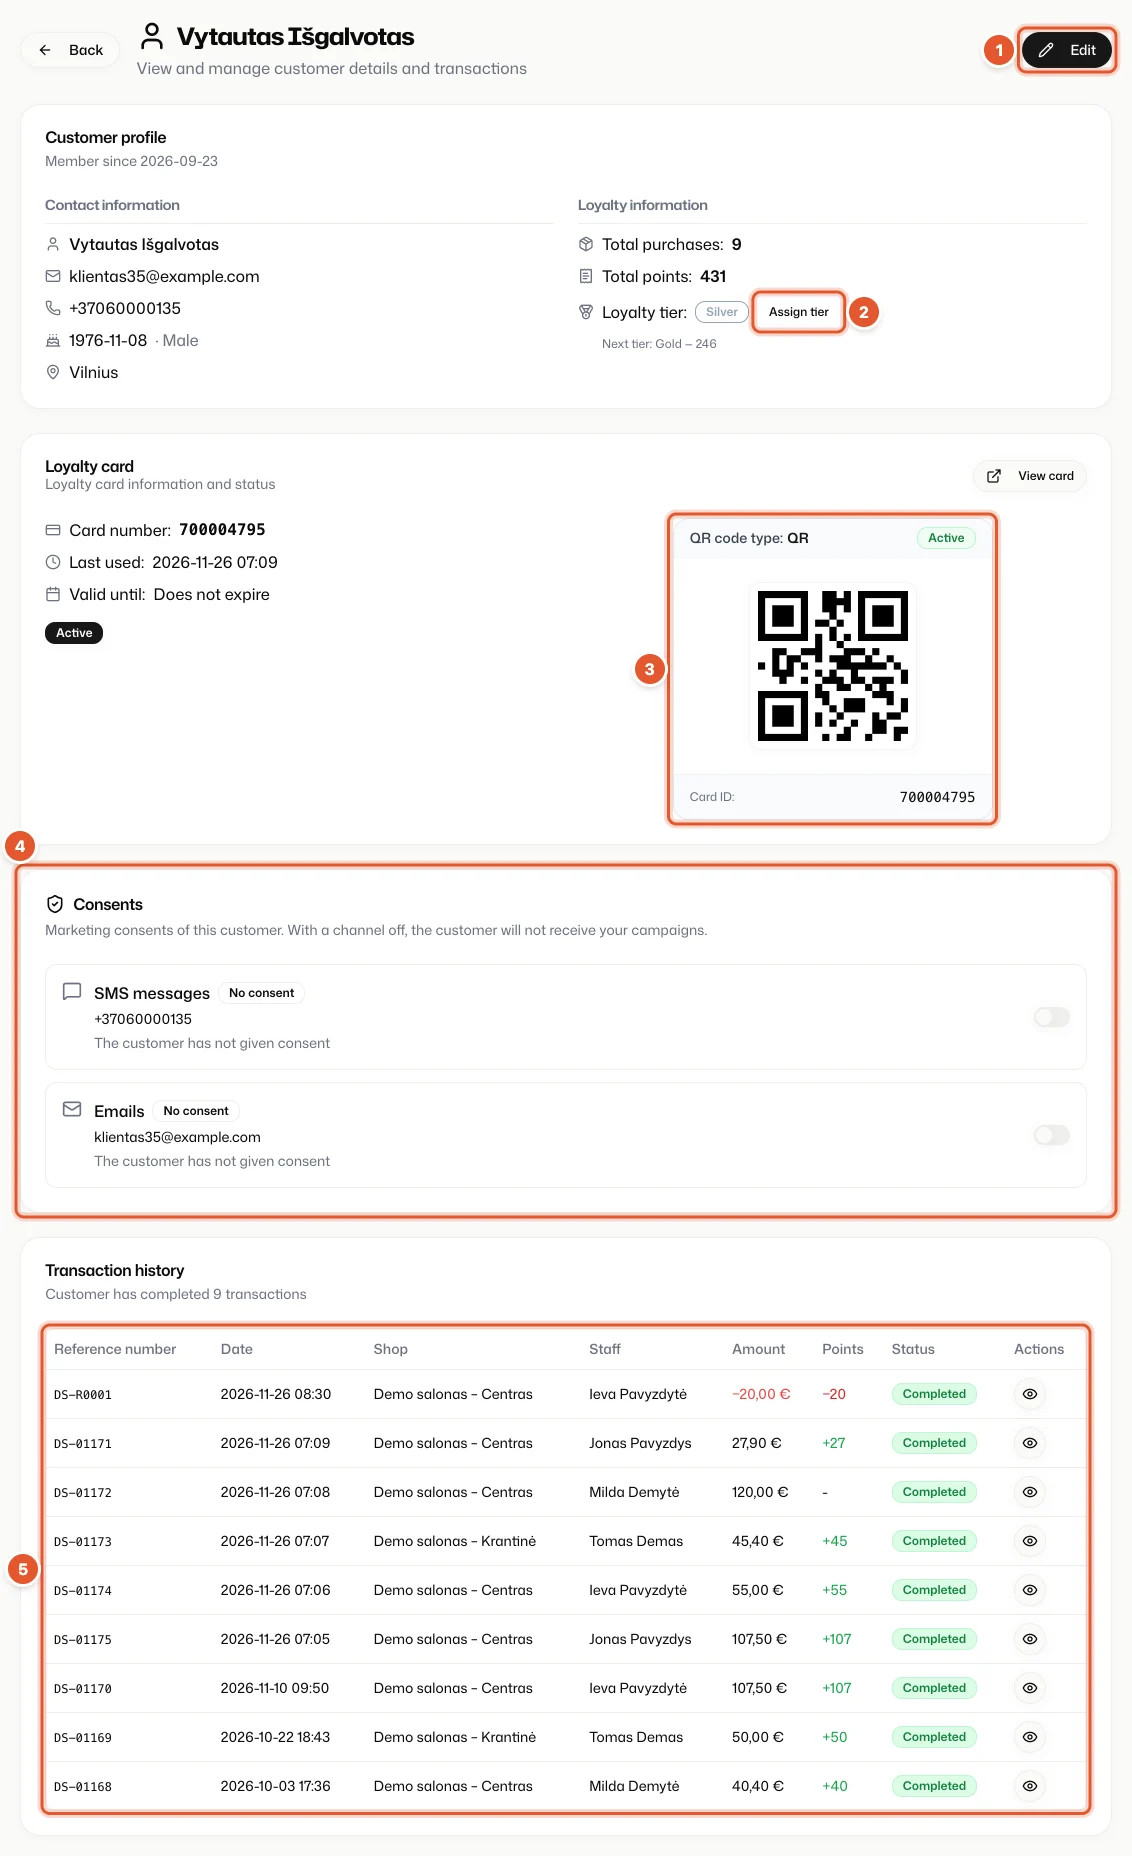 Back
Vytautas Išgalvotas
View and manage customer details and transactions
1
Edit
Customer profile
Member since 2026-09-23
Contact information
Vytautas Išgalvotas
klientas35@example.com
+37060000135
1976-11-08 · Male
Vilnius
Loyalty information
Total purchases: 9
Total points: 431
Loyalty tier: Silver Assign tier 2
Next tier: Gold – 246
Loyalty card
Loyalty card information and status
View card
Card number: 700004795
Last used: 2026-11-26 07:09
Valid until: Does not expire
Active
QR code type: QR Active
3
Card ID: 700004795
4
Consents
Marketing consents of this customer. With a channel off, the customer will not receive your campaigns.
SMS messages No consent
+37060000135
The customer has not given consent
Emails No consent
klientas35@example.com
The customer has not given consent
Transaction history
Customer has completed 9 transactions
Reference number Date Shop Staff Amount Points Status Actions
DS-R0001 2026-11-26 08:30 Demo salonas – Centras Ieva Pavyzdytė −20,00 € −20 Completed
DS-01171 2026-11-26 07:09 Demo salonas – Centras Jonas Pavyzdys 27,90 € +27 Completed
DS-01172 2026-11-26 07:08 Demo salonas – Centras Milda Demytė 120,00 € - Completed
DS-01173 2026-11-26 07:07 Demo salonas – Krantinė Tomas Demas 45,40 € +45 Completed
5
DS-01174 2026-11-26 07:06 Demo salonas – Centras Ieva Pavyzdytė 55,00 € +55 Completed
DS-01175 2026-11-26 07:05 Demo salonas – Centras Jonas Pavyzdys 107,50 € +107 Completed
DS-01170 2026-11-10 09:50 Demo salonas – Centras Ieva Pavyzdytė 107,50 € +107 Completed
DS-01169 2026-10-22 18:43 Demo salonas – Krantinė Tomas Demas 50,00 € +50 Completed
DS-01168 2026-10-03 17:36 Demo salonas – Centras Milda Demytė 40,40 € +40 Completed